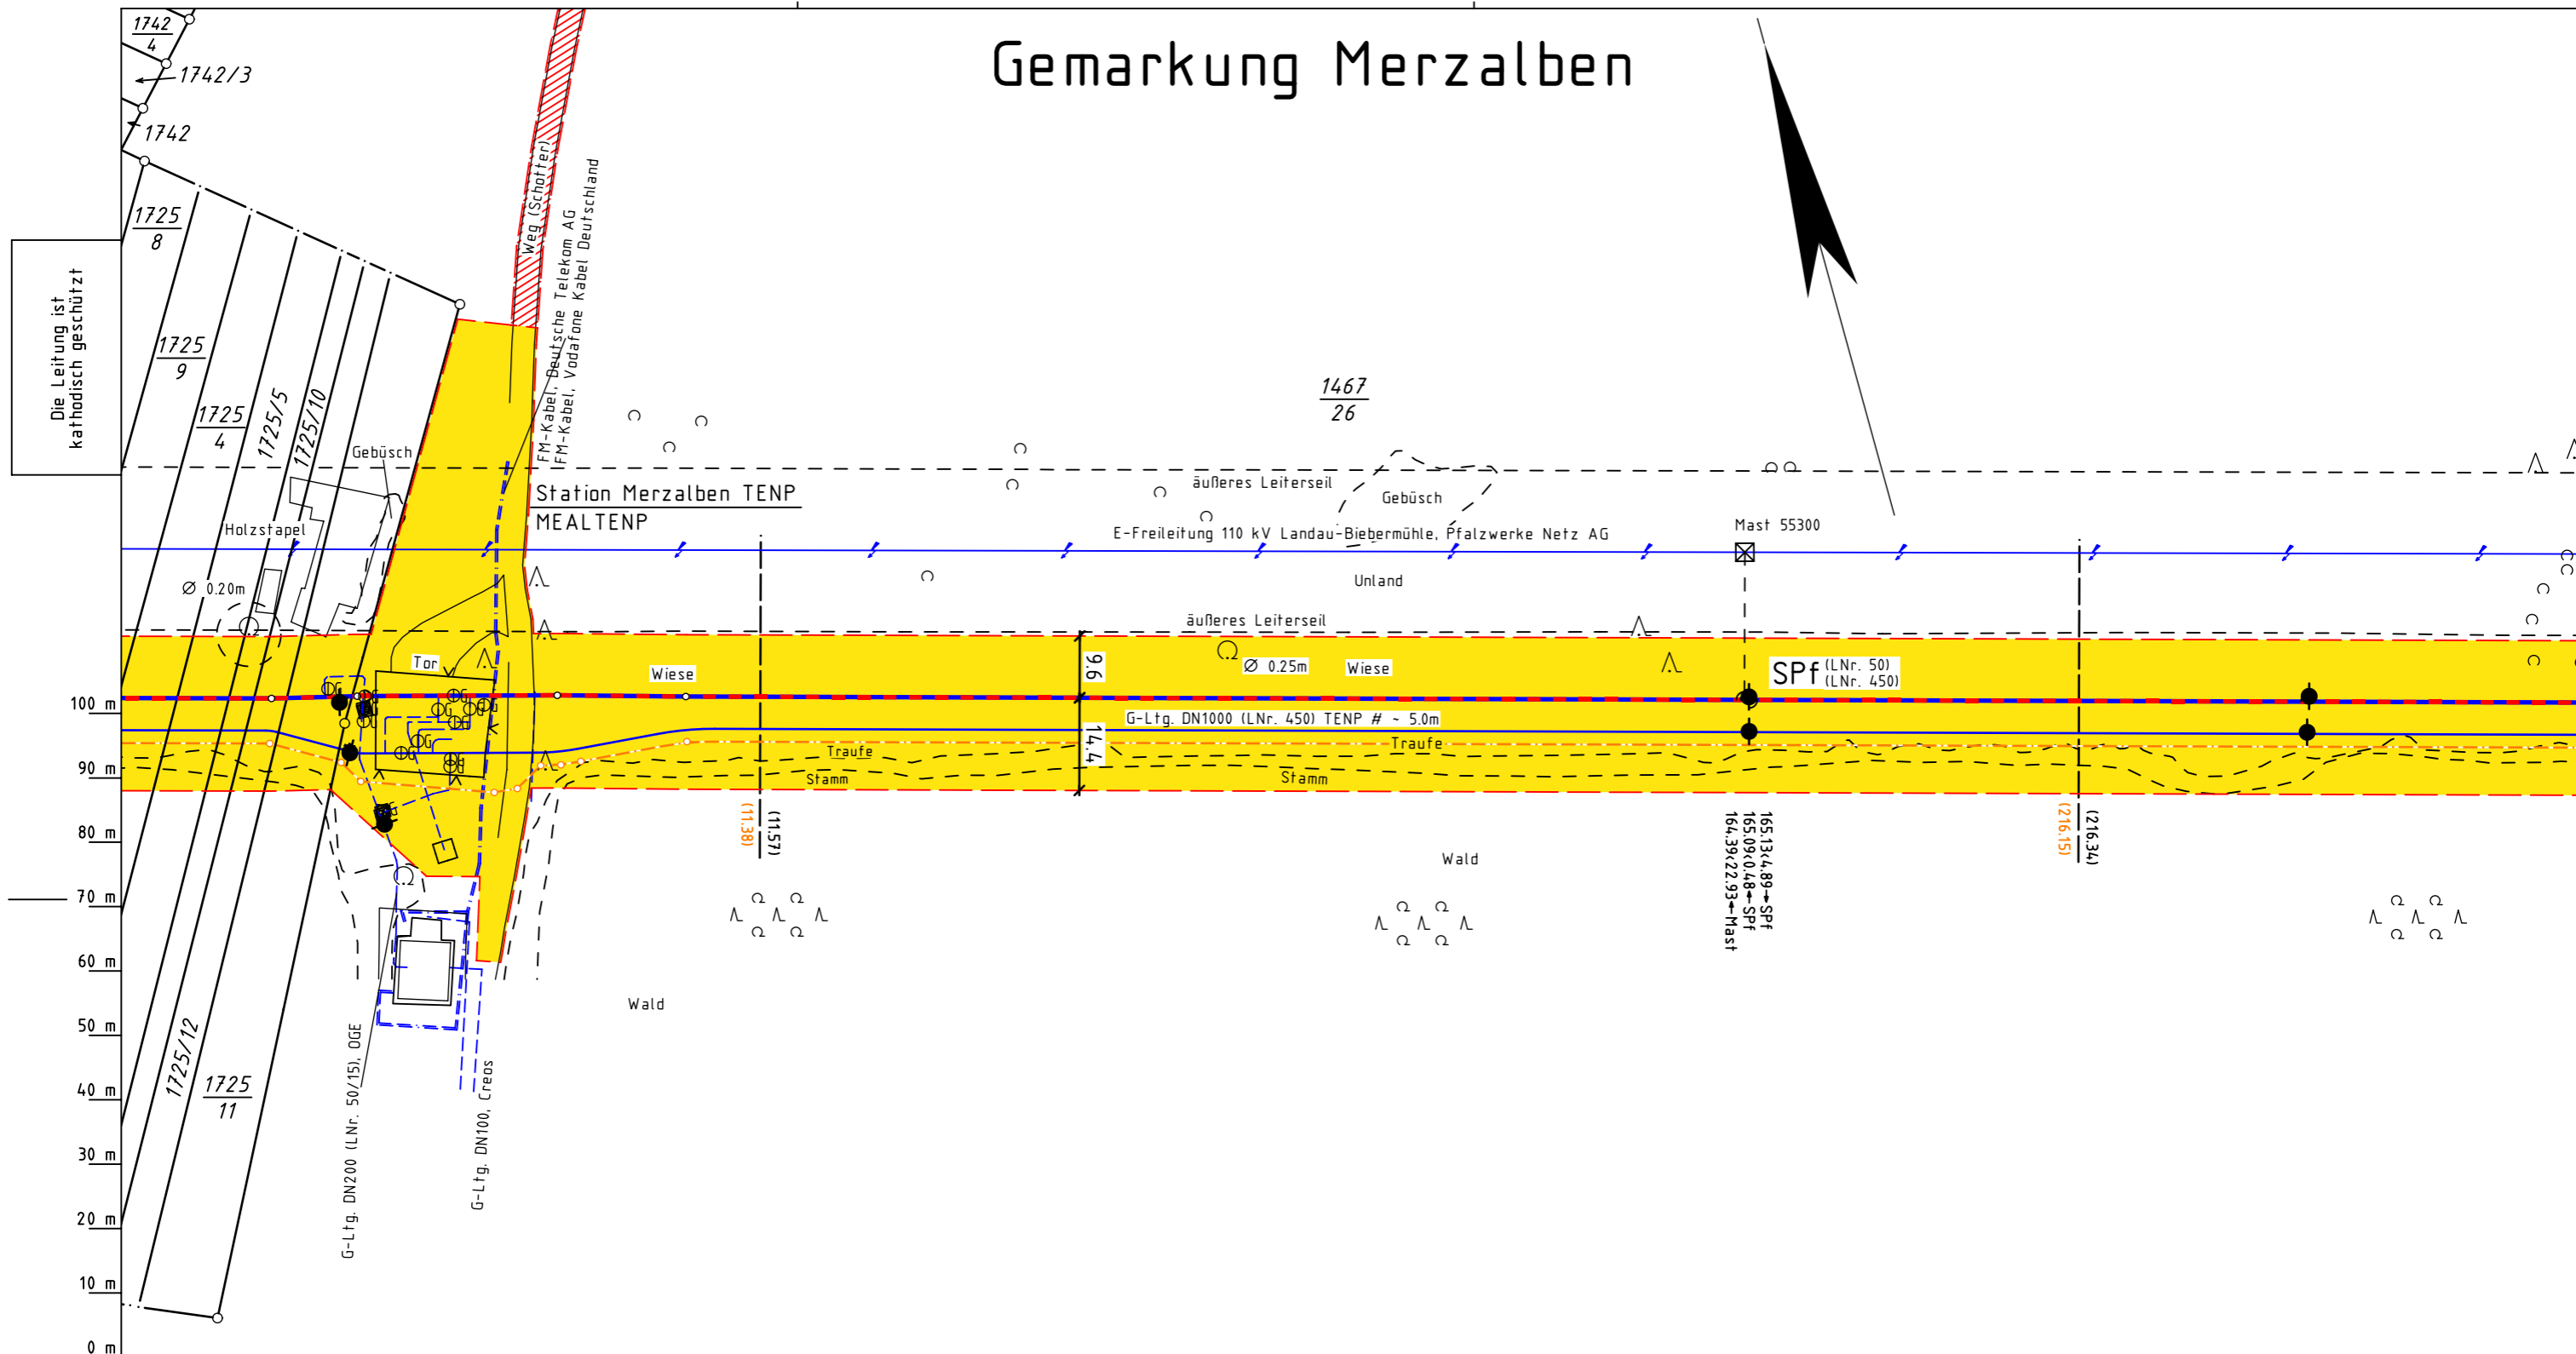 Gemarkung Merzalben
1742
4
1742/3
1742
1725
8
1725
9
1725
4
1725/5
1725/10
Die Leitung ist
kathodisch geschützt
Weg (Schotter)
FM-Kabel, Deutsche Telekom AG
FM-Kabel, Vodafone Kabel Deutschland
1467
26
Gebüsch
Holzstapel
Ø 0.20m
Station Merzalben TENP
MEALTENP
äußeres Leiterseil
Gebüsch
E-Freileitung 110 kV Landau-Biebermühle, Pfalzwerke Netz AG
Mast 55300
Unland
äußeres Leiterseil
Tor
Wiese
9.6
Ø 0.25m
Wiese
SPf (LNr. 50)
(LNr. 450)
G-Ltg. DN1000 (LNr. 450) TENP # ~ 5.0m
14.4
Traufe
Traufe
Stamm
Stamm
100 m
90 m
80 m
70 m
60 m
50 m
40 m
30 m
20 m
10 m
0 m
(11.38)
(11.57)
165.13<4.89→SPf
165.09<0.48→SPf
164.39<22.93→Mast
(216.15)
(216.34)
Wald
Wald
1725/12
1725
11
G-Ltg. DN200 (LNr. 50/15), OGE
G-Ltg. DN100, Creos